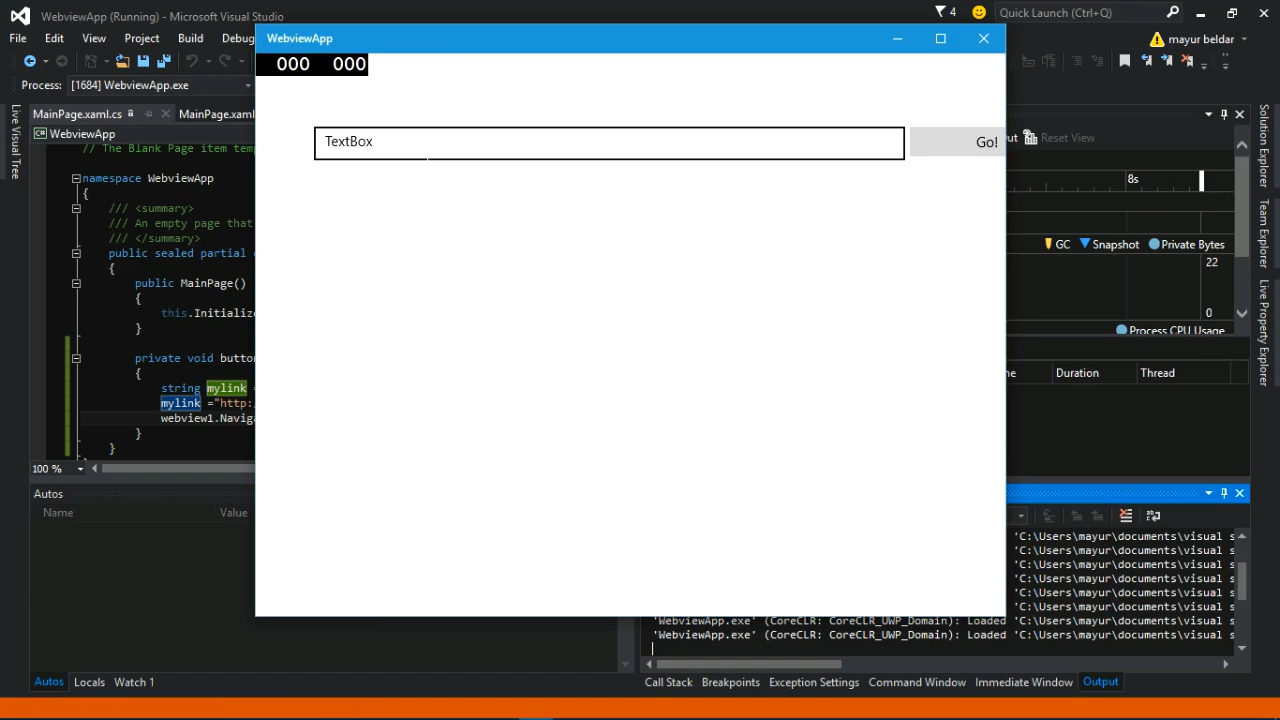 WebviewApp (Running) - Microsoft Visual Studio
4
Quick Launch (Ctrl+Q)
File Edit View Project Build Debug
mayur beldar
Process: [1684] WebviewApp.exe
MainPage.xaml.cs
MainPage.xaml
WebviewApp
Live Visual Tree
// The Blank Page item temp
namespace WebviewApp
{
/// <summary>
/// An empty page that
/// </summary>
public sealed partial
{
public MainPage()
{
this.Initialize
}
private void button
{
string mylink =
mylink ="http:
webview1.Naviga
}
}
100 %
WebviewApp
000 000
TextBox
Go!
Reset View
8s
GC Snapshot Private Bytes
22
0
Process CPU Usage
Duration Thread
Solution Explorer
Team Explorer
Live Property Explorer
Autos
Name Value
'C:\Users\mayur\documents\visual s
'C:\Users\mayur\documents\visual s
'C:\Users\mayur\documents\visual s
'C:\Users\mayur\documents\visual s
'C:\Users\mayur\documents\visual s
'C:\Users\mayur\documents\visual s
'WebviewApp.exe' (CoreCLR: CoreCLR_UWP_Domain): Loaded 'C:\Users\mayur\documents\visual s
'WebviewApp.exe' (CoreCLR: CoreCLR_UWP_Domain): Loaded 'C:\Users\mayur\documents\visual s
Autos Locals Watch 1
Call Stack Breakpoints Exception Settings Command Window Immediate Window Output